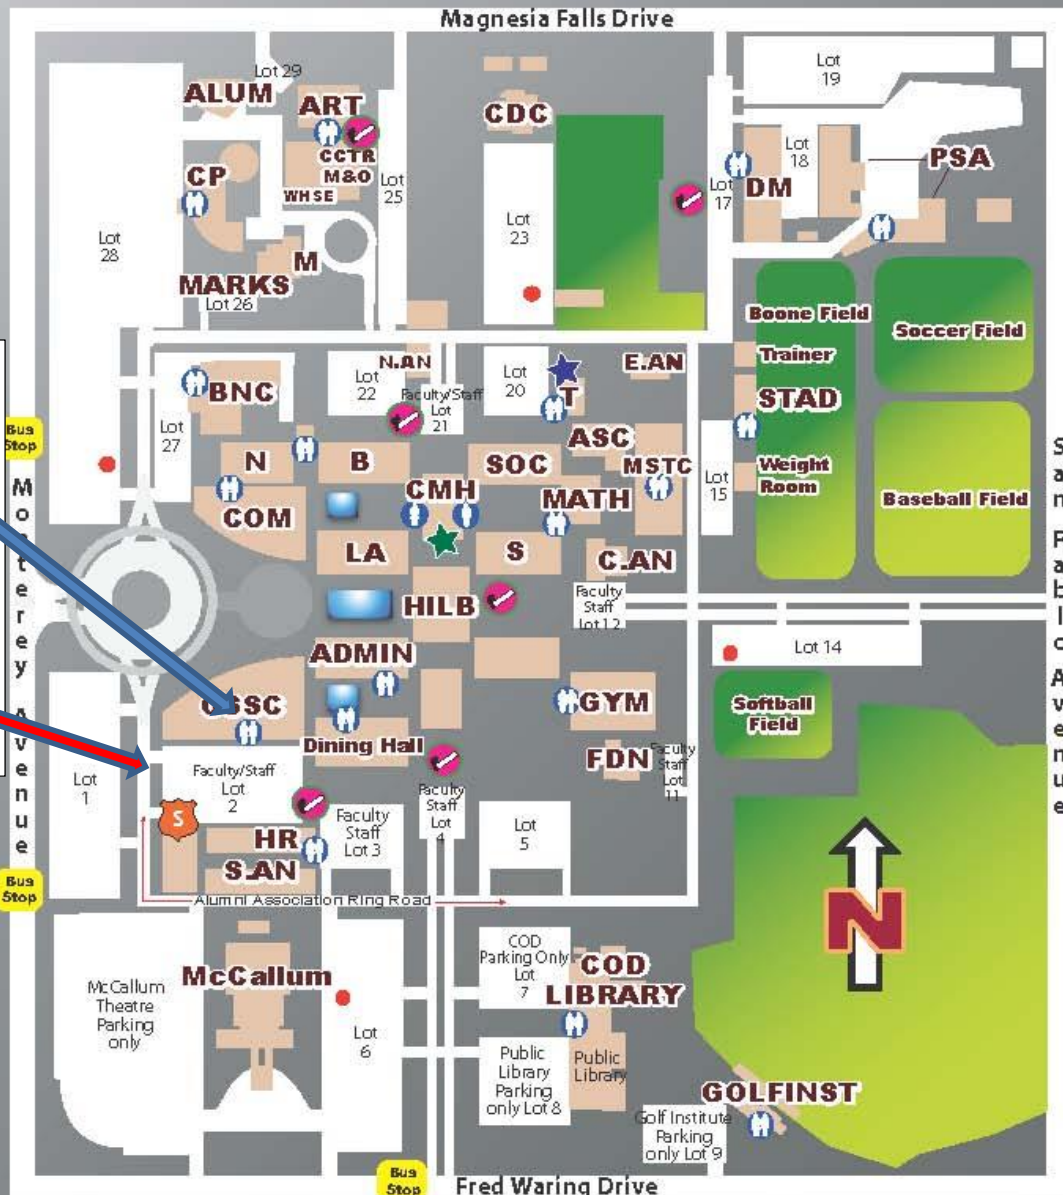 Magnesia Falls Drive
Lot 29
ALUM
ART
CCTR
M&O
WHSE
CP
Lot
28
Lot
25
M
MARKS
Lot 26
CDC
Lot
23
Lot
19
Lot
18
Lot
17
DM
PSA
Boone Field
Trainer
STAD
Weight
Room
Soccer Field
Baseball Field
Bus
Stop
Monterey Avenue
Lot
27
BNC
Lot
22
N.AN
Faculty/Staff
Lot
21
Lot
20
T
E.AN
ASC
MSTC
Lot
15
N
B
SOC
CMH
MATH
COM
LA
S
C.AN
HILB
Faculty
Staff
Lot 12
ADMIN
Lot 14
Softball
Field
GYM
Dining Hall
FDN
Faculty
Staff
Lot
11
Lot
1
Faculty/Staff
Lot
2
S
HR
S.AN
Faculty
Staff
Lot 3
Faculty
Staff
Lot
4
Lot
5
Bus
Stop
Alumni Association Ring Road
N
McCallum
Theatre
Parking
only
McCallum
Lot
6
COD
Parking Only
Lot
7
COD
LIBRARY
Public
Library
Parking
only Lot 8
Public
Library
GOLFINST
Golf Institute
Parking
only Lot 9
Bus
Stop
Fred Waring Drive